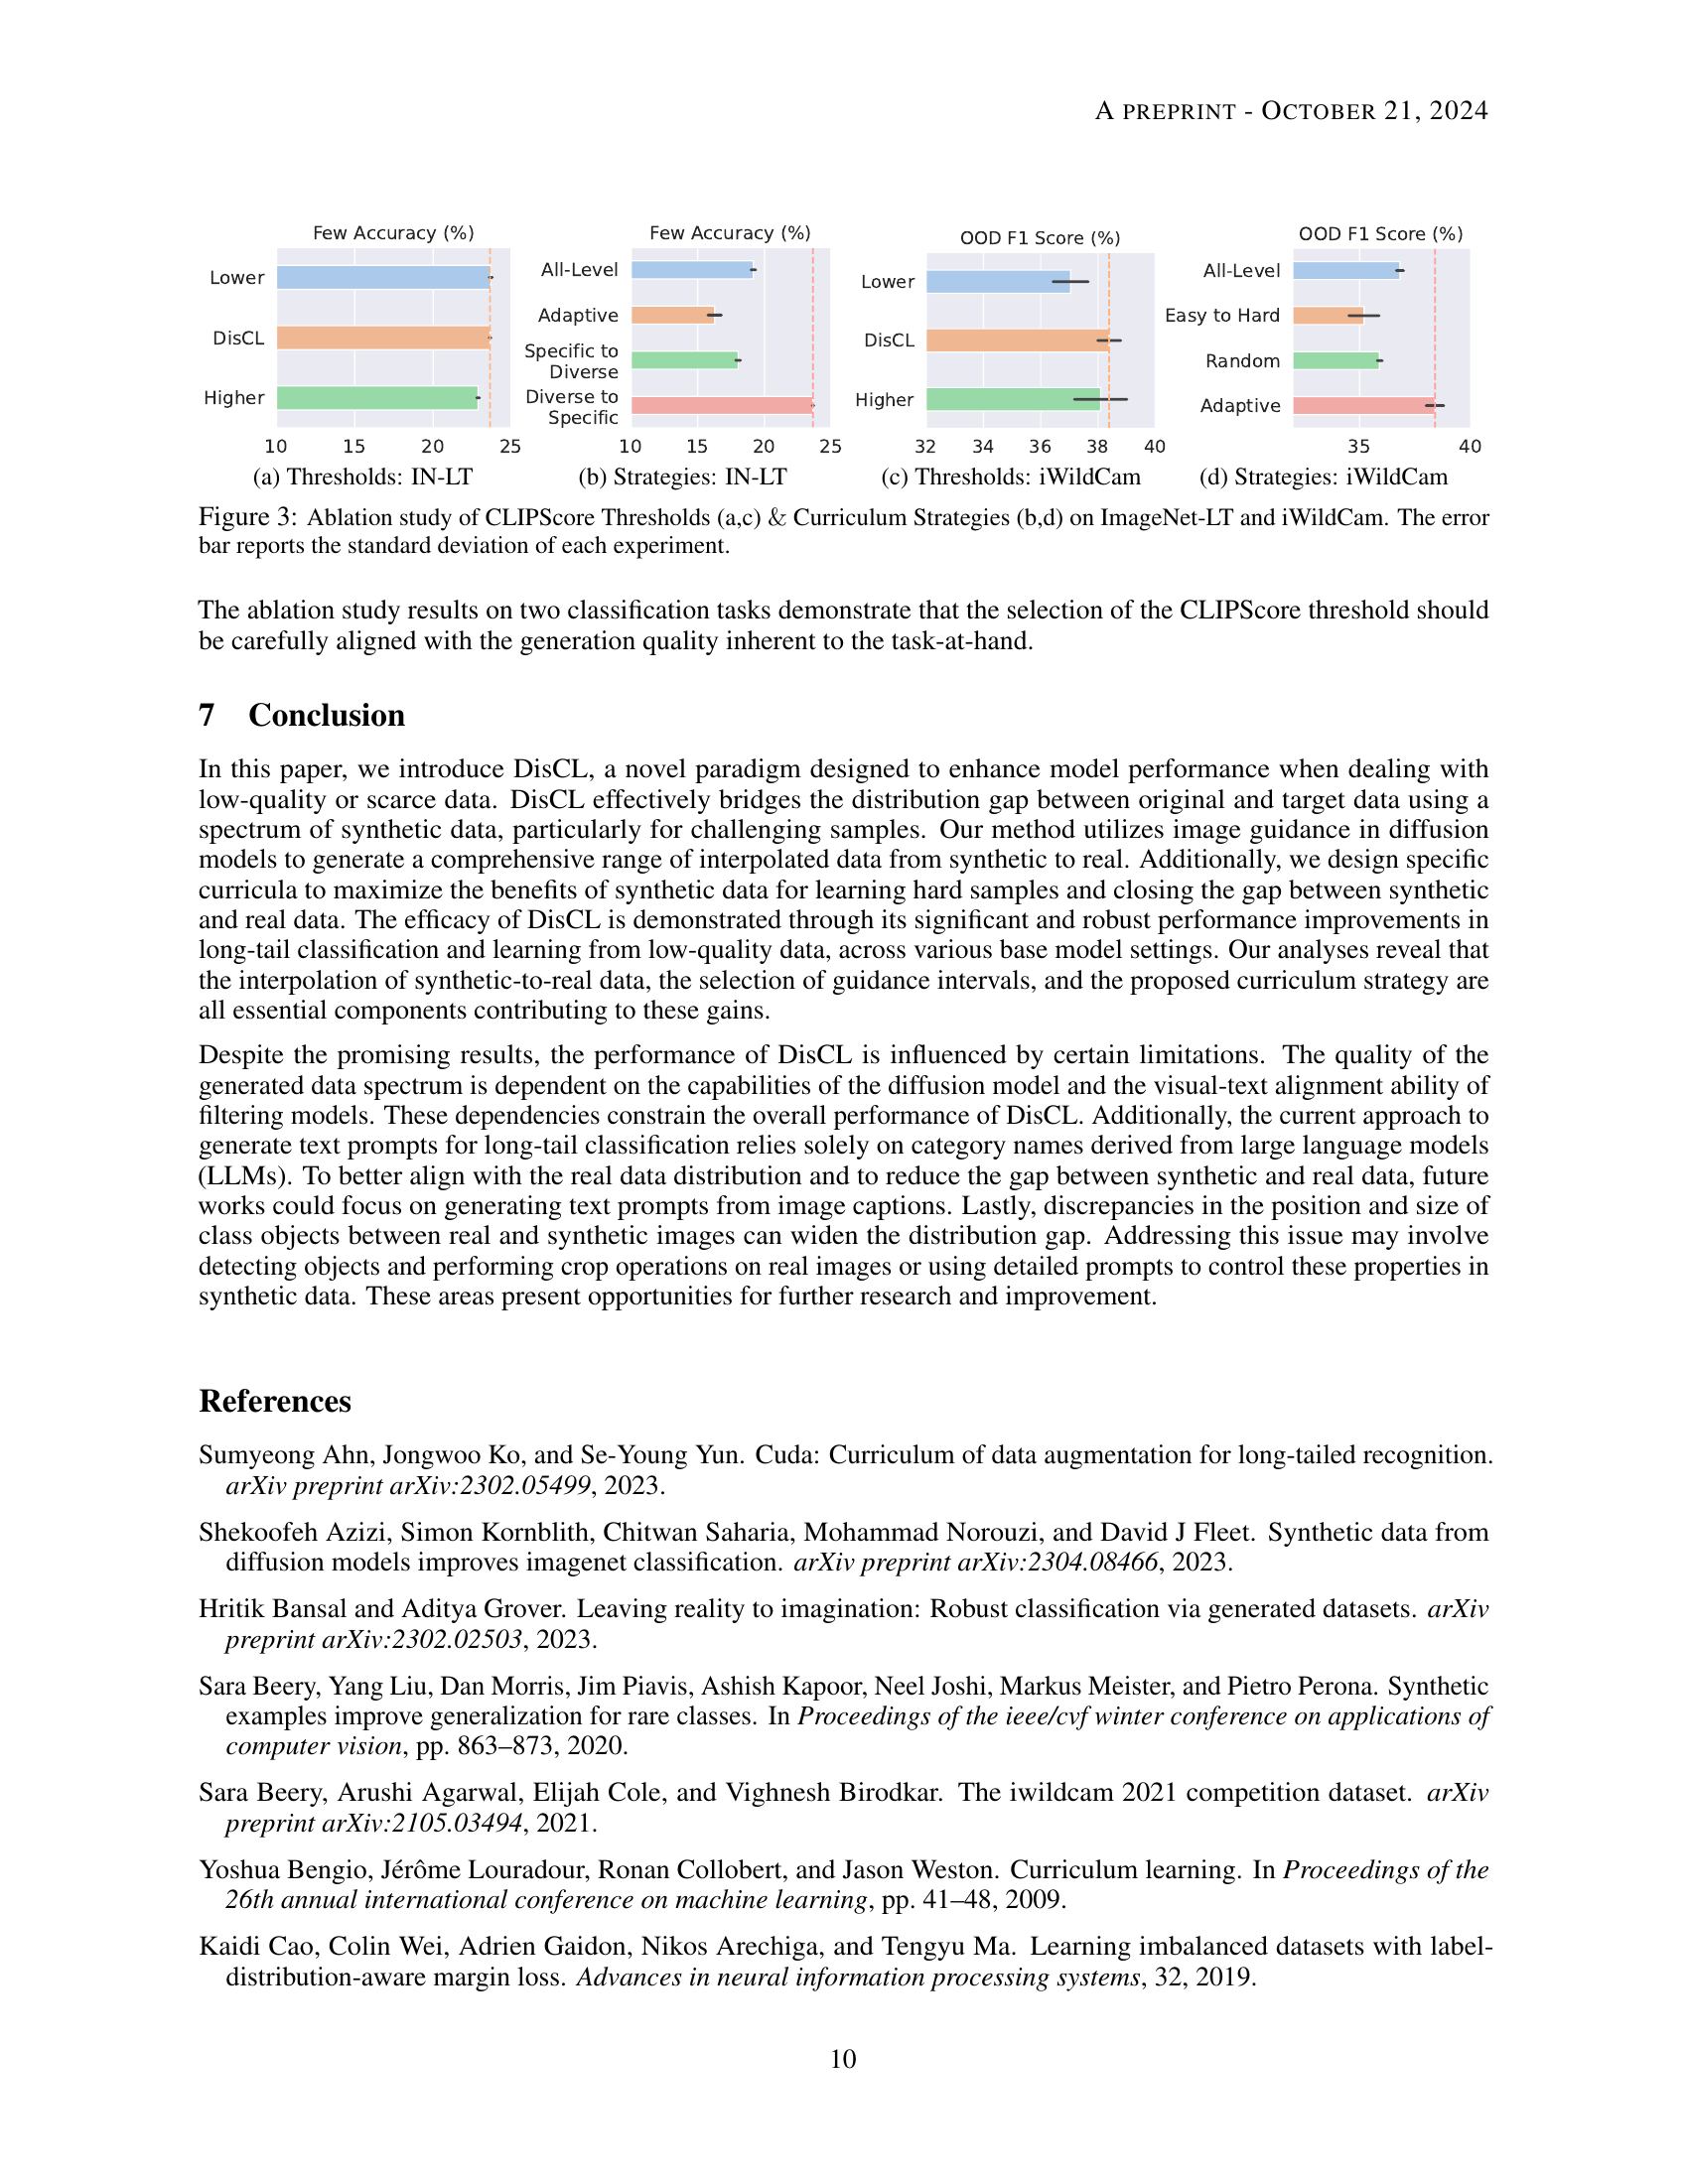 A PREPRINT - OCTOBER 21, 2024
Few Accuracy (%)
Lower
DisCL
Higher
10 15 20 25
(a) Thresholds: IN-LT
Few Accuracy (%)
All-Level
Adaptive
Specific to
Diverse
Diverse to
Specific
10 15 20 25
(b) Strategies: IN-LT
OOD F1 Score (%)
Lower
DisCL
Higher
32 34 36 38 40
(c) Thresholds: iWildCam
OOD F1 Score (%)
All-Level
Easy to Hard
Random
Adaptive
35 40
(d) Strategies: iWildCam
Figure 3: Ablation study of CLIPScore Thresholds (a,c) & Curriculum Strategies (b,d) on ImageNet-LT and iWildCam. The error
bar reports the standard deviation of each experiment.
The ablation study results on two classification tasks demonstrate that the selection of the CLIPScore threshold should
be carefully aligned with the generation quality inherent to the task-at-hand.
7 Conclusion
In this paper, we introduce DisCL, a novel paradigm designed to enhance model performance when dealing with
low-quality or scarce data. DisCL effectively bridges the distribution gap between original and target data using a
spectrum of synthetic data, particularly for challenging samples. Our method utilizes image guidance in diffusion
models to generate a comprehensive range of interpolated data from synthetic to real. Additionally, we design specific
curricula to maximize the benefits of synthetic data for learning hard samples and closing the gap between synthetic
and real data. The efficacy of DisCL is demonstrated through its significant and robust performance improvements in
long-tail classification and learning from low-quality data, across various base model settings. Our analyses reveal that
the interpolation of synthetic-to-real data, the selection of guidance intervals, and the proposed curriculum strategy are
all essential components contributing to these gains.
Despite the promising results, the performance of DisCL is influenced by certain limitations. The quality of the
generated data spectrum is dependent on the capabilities of the diffusion model and the visual-text alignment ability of
filtering models. These dependencies constrain the overall performance of DisCL. Additionally, the current approach to
generate text prompts for long-tail classification relies solely on category names derived from large language models
(LLMs). To better align with the real data distribution and to reduce the gap between synthetic and real data, future
works could focus on generating text prompts from image captions. Lastly, discrepancies in the position and size of
class objects between real and synthetic images can widen the distribution gap. Addressing this issue may involve
detecting objects and performing crop operations on real images or using detailed prompts to control these properties in
synthetic data. These areas present opportunities for further research and improvement.
References
Sumyeong Ahn, Jongwoo Ko, and Se-Young Yun. Cuda: Curriculum of data augmentation for long-tailed recognition.
arXiv preprint arXiv:2302.05499, 2023.
Shekoofeh Azizi, Simon Kornblith, Chitwan Saharia, Mohammad Norouzi, and David J Fleet. Synthetic data from
diffusion models improves imagenet classification. arXiv preprint arXiv:2304.08466, 2023.
Hritik Bansal and Aditya Grover. Leaving reality to imagination: Robust classification via generated datasets. arXiv
preprint arXiv:2302.02503, 2023.
Sara Beery, Yang Liu, Dan Morris, Jim Piavis, Ashish Kapoor, Neel Joshi, Markus Meister, and Pietro Perona. Synthetic
examples improve generalization for rare classes. In Proceedings of the ieee/cvf winter conference on applications of
computer vision, pp. 863–873, 2020.
Sara Beery, Arushi Agarwal, Elijah Cole, and Vighnesh Birodkar. The iwildcam 2021 competition dataset. arXiv
preprint arXiv:2105.03494, 2021.
Yoshua Bengio, Jérôme Louradour, Ronan Collobert, and Jason Weston. Curriculum learning. In Proceedings of the
26th annual international conference on machine learning, pp. 41–48, 2009.
Kaidi Cao, Colin Wei, Adrien Gaidon, Nikos Arechiga, and Tengyu Ma. Learning imbalanced datasets with label-
distribution-aware margin loss. Advances in neural information processing systems, 32, 2019.
10